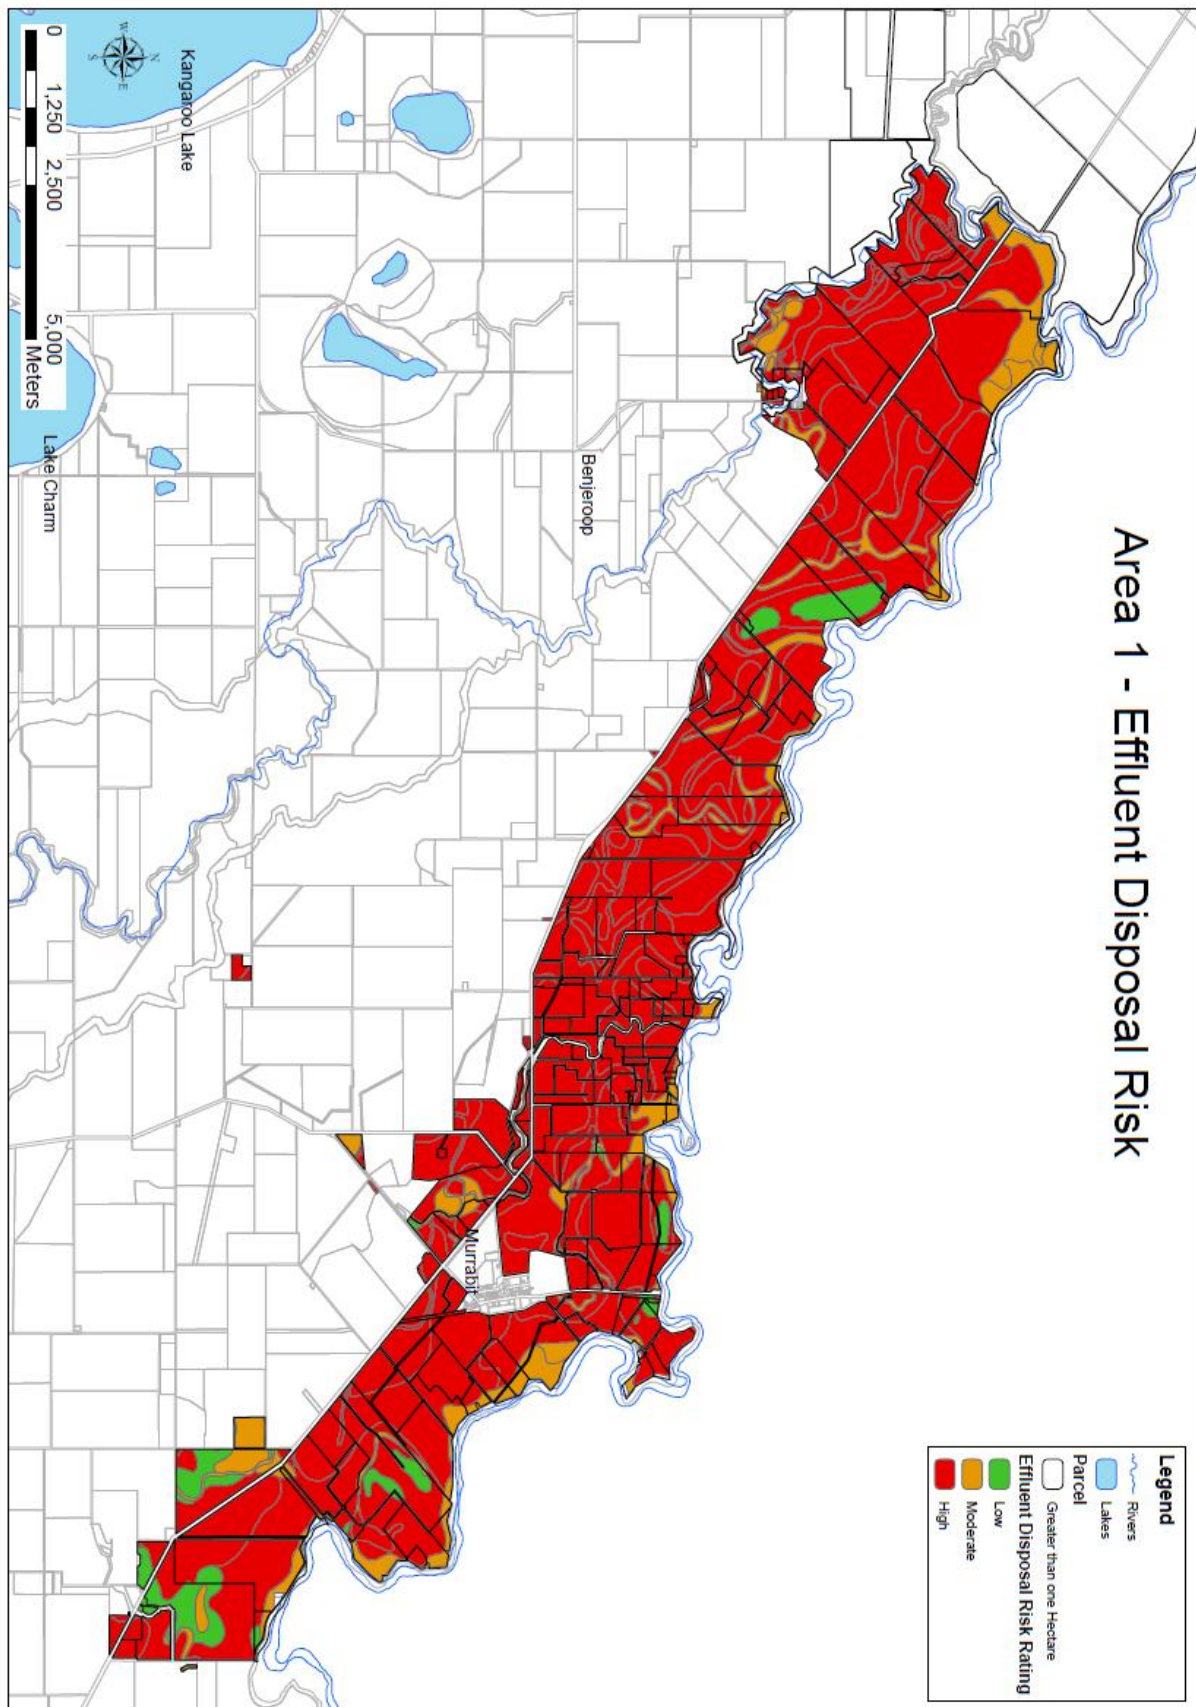 Area 1 - Effluent Disposal Risk
Legend
Rivers
Lakes
Parcel
Greater than one Hectare
Effluent Disposal Risk Rating
Low
Moderate
High
Kangaroo Lake
Benjeroop
Lake Charm
Murrabit
N
W
E
S
0 1,250 2,500 5,000
Meters